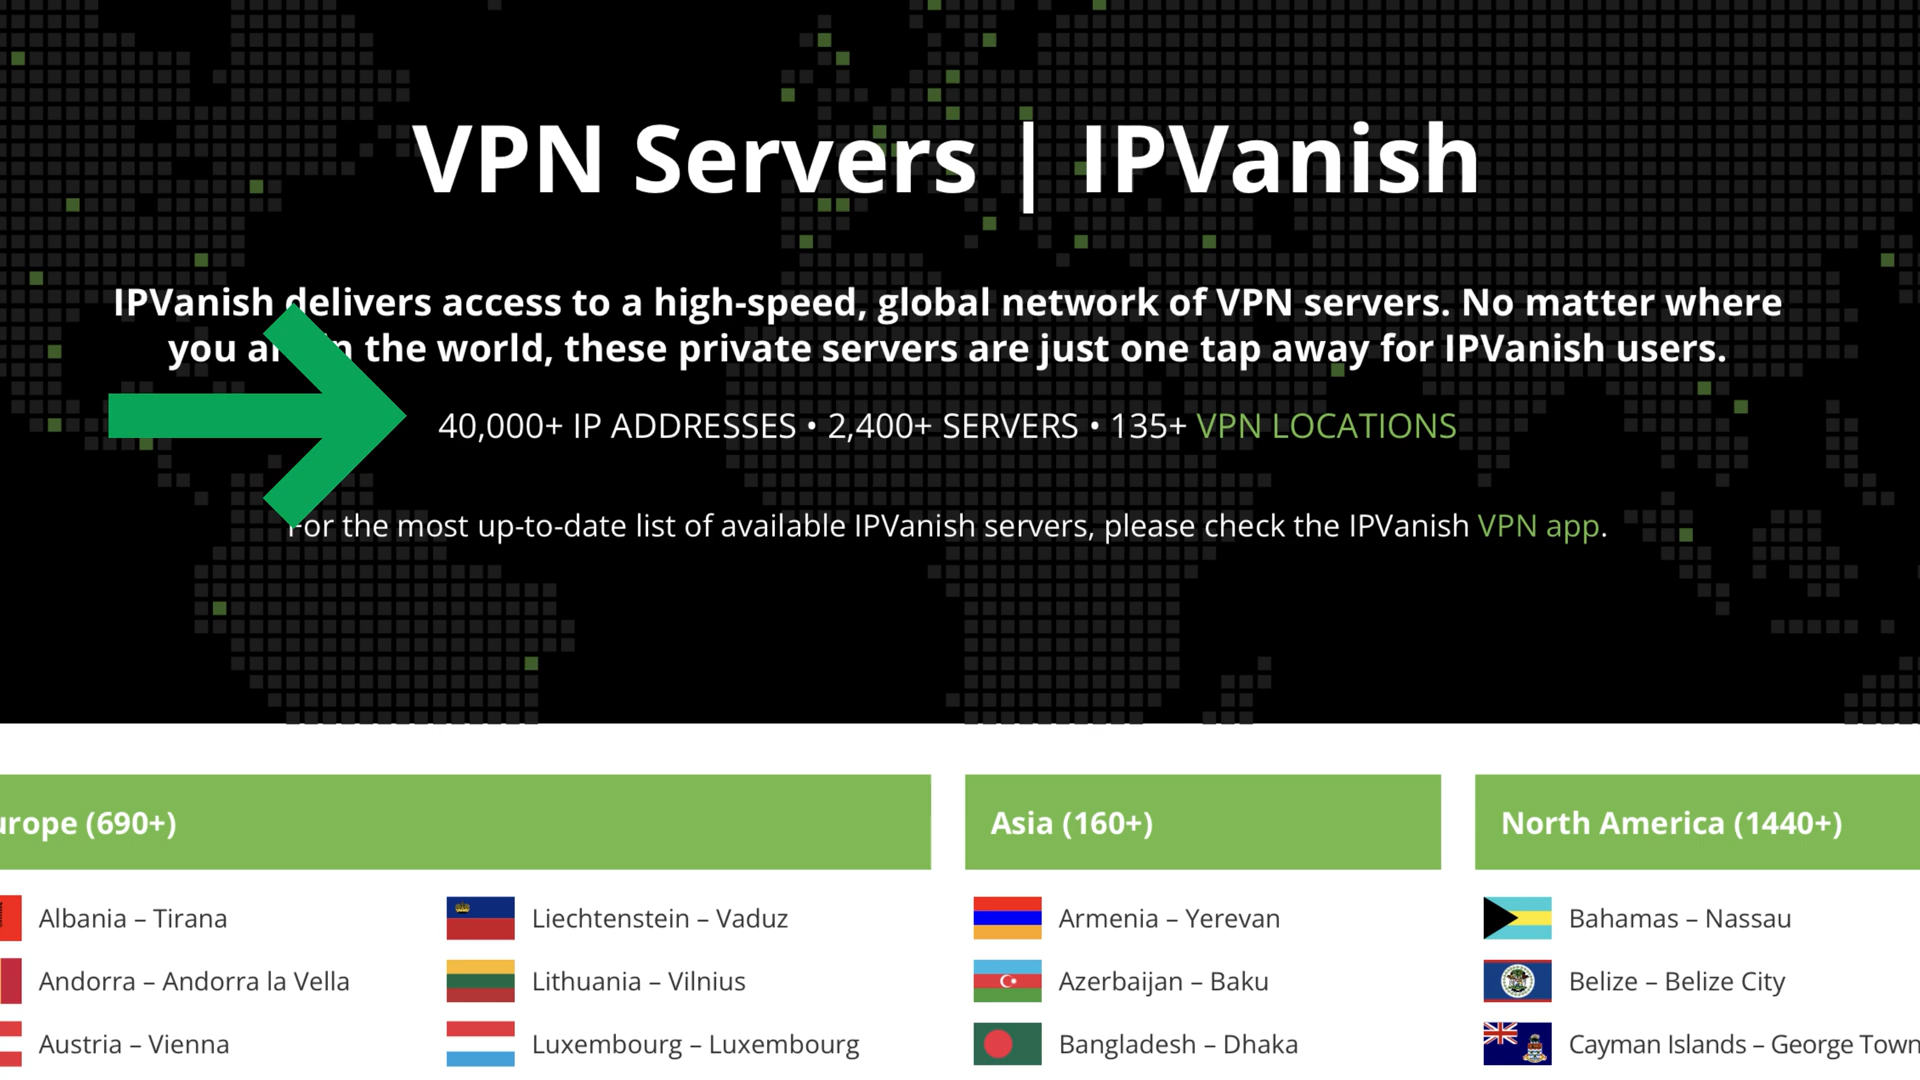 VPN Servers | IPVanish
IPVanish delivers access to a high-speed, global network of VPN servers. No matter where
you in the world, these private servers are just one tap away for IPVanish users.
40,000+ IP ADDRESSES • 2,400+ SERVERS • 135+ VPN LOCATIONS
For the most up-to-date list of available IPVanish servers, please check the IPVanish VPN app.
urope (690+)
Albania – Tirana
Liechtenstein – Vaduz
Andorra – Andorra la Vella
Lithuania – Vilnius
Austria – Vienna
Luxembourg – Luxembourg
Asia (160+)
Armenia – Yerevan
Azerbaijan – Baku
Bangladesh – Dhaka
North America (1440+)
Bahamas – Nassau
Belize – Belize City
Cayman Islands – George Town